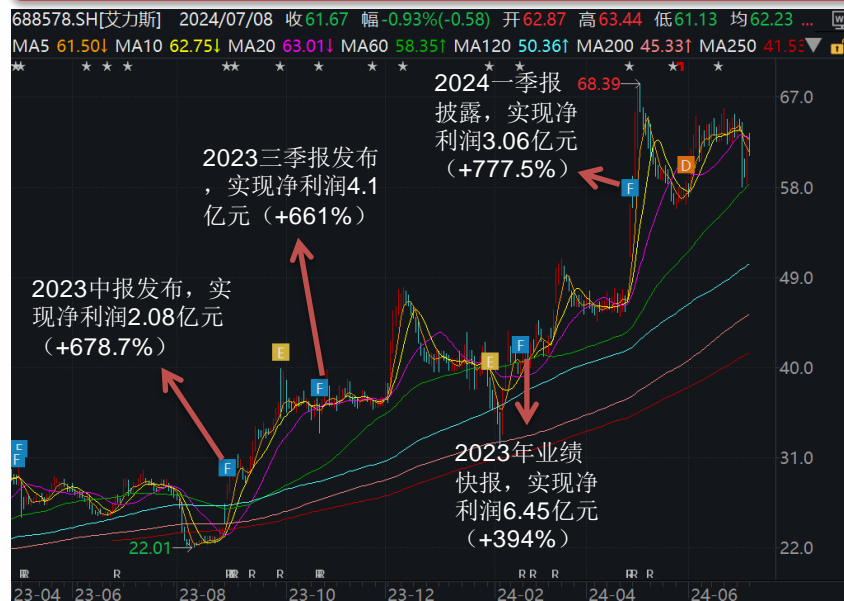 688578.SH[艾力斯] 2024/07/08 收61.67 幅-0.93%(-0.58) 开62.87 高63.44 低61.13 均62.23 ...
MA5 61.50↓ MA10 62.75↓ MA20 63.01↓ MA60 58.35↑ MA120 50.36↑ MA200 45.33↑ MA250 41.53
2024一季报
披露，实现净
利润3.06亿元
（+777.5%）
68.39
67.0
2023三季报发布
，实现净利润4.1
亿元（+661%）
F
D
58.0
2023中报发布，实
现净利润2.08亿元
（+678.7%）
49.0
E
F
E
F
40.0
F
F
F
31.0
2023年业绩
快报，实现净
利润6.45亿元
（+394%）
22.01
22.0
R R R R R R R R R R R R R R R
23-04 23-06 23-08 23-10 23-12 24-02 24-04 24-06